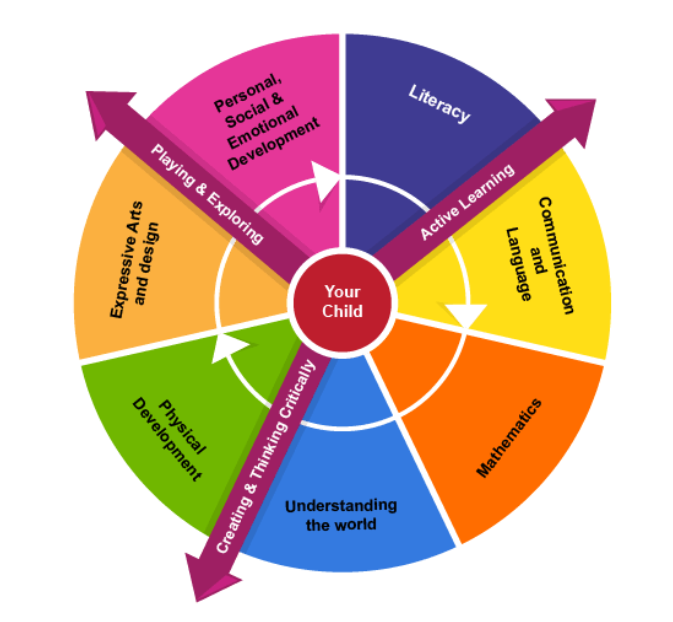 Personal,
Social &
Emotional
Development
Literacy
Playing & Exploring
Active Learning
Expressive Arts
and design
Communication
and
Language
Your
Child
Physical
Development
Creating & Thinking Critically
Mathematics
Understanding
the world